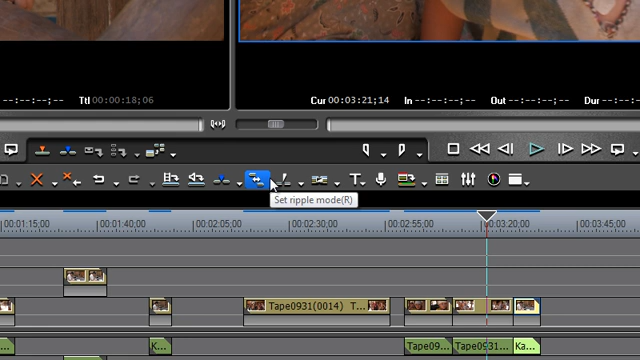 --:--:--;--
Ttl 00:00:18;06
Cur 00:03:21;14
In --:--:--;--
Out --:--:--;--
Dur --:--:--;--
Set ripple mode(R)
00:01:15;00
00:01:40;00
00:02:05;00
00:02:30;00
00:02:55;00
00:03:20;00
00:03:45;00
Tape0931(0014) T...
K...
Tape09...
Tape0931...
Ka...